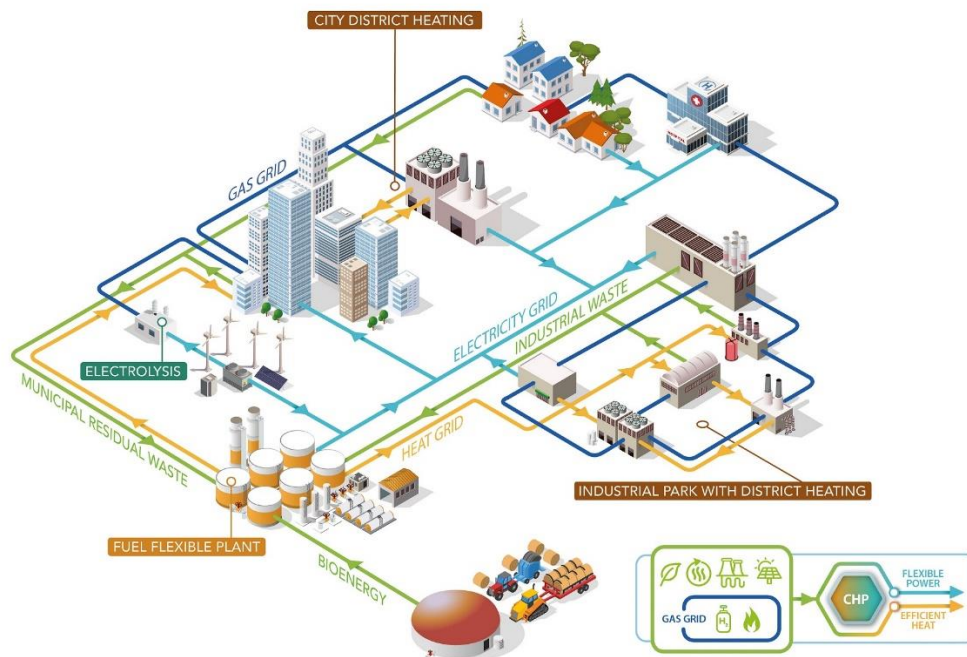 CITY DISTRICT HEATING
H
GAS GRID
ELECTRICITY GRID
INDUSTRIAL WASTE
ELECTROLYSIS
MUNICIPAL RESIDUAL WASTE
HEAT GRID
INDUSTRIAL PARK WITH DISTRICT HEATING
FUEL FLEXIBLE PLANT
BIOENERGY
GAS GRID
H₂
CHP
FLEXIBLE
POWER
EFFICIENT
HEAT